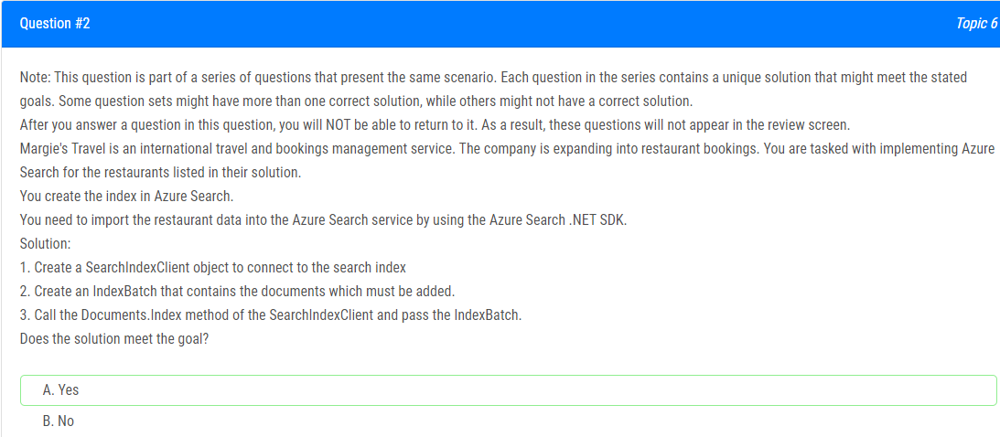 Question #2
Topic 6
Note: This question is part of a series of questions that present the same scenario. Each question in the series contains a unique solution that might meet the stated
goals. Some question sets might have more than one correct solution, while others might not have a correct solution.
After you answer a question in this question, you will NOT be able to return to it. As a result, these questions will not appear in the review screen.
Margie's Travel is an international travel and bookings management service. The company is expanding into restaurant bookings. You are tasked with implementing Azure
Search for the restaurants listed in their solution.
You create the index in Azure Search.
You need to import the restaurant data into the Azure Search service by using the Azure Search .NET SDK.
Solution:
1. Create a SearchIndexClient object to connect to the search index
2. Create an IndexBatch that contains the documents which must be added.
3. Call the Documents.Index method of the SearchIndexClient and pass the IndexBatch.
Does the solution meet the goal?
A. Yes
B. No